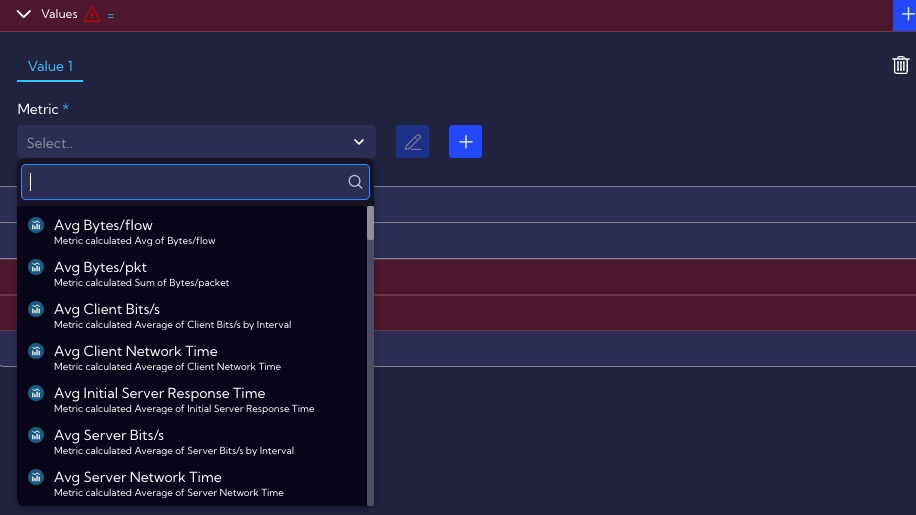 Values =
Value 1
Metric *
Select..
Avg Bytes/flow
Metric calculated Avg of Bytes/flow
Avg Bytes/pkt
Metric calculated Sum of Bytes/packet
Avg Client Bits/s
Metric calculated Average of Client Bits/s by Interval
Avg Client Network Time
Metric calculated Average of Client Network Time
Avg Initial Server Response Time
Metric calculated Average of Initial Server Response Time
Avg Server Bits/s
Metric calculated Average of Server Bits/s by Interval
Avg Server Network Time
Metric calculated Average of Server Network Time